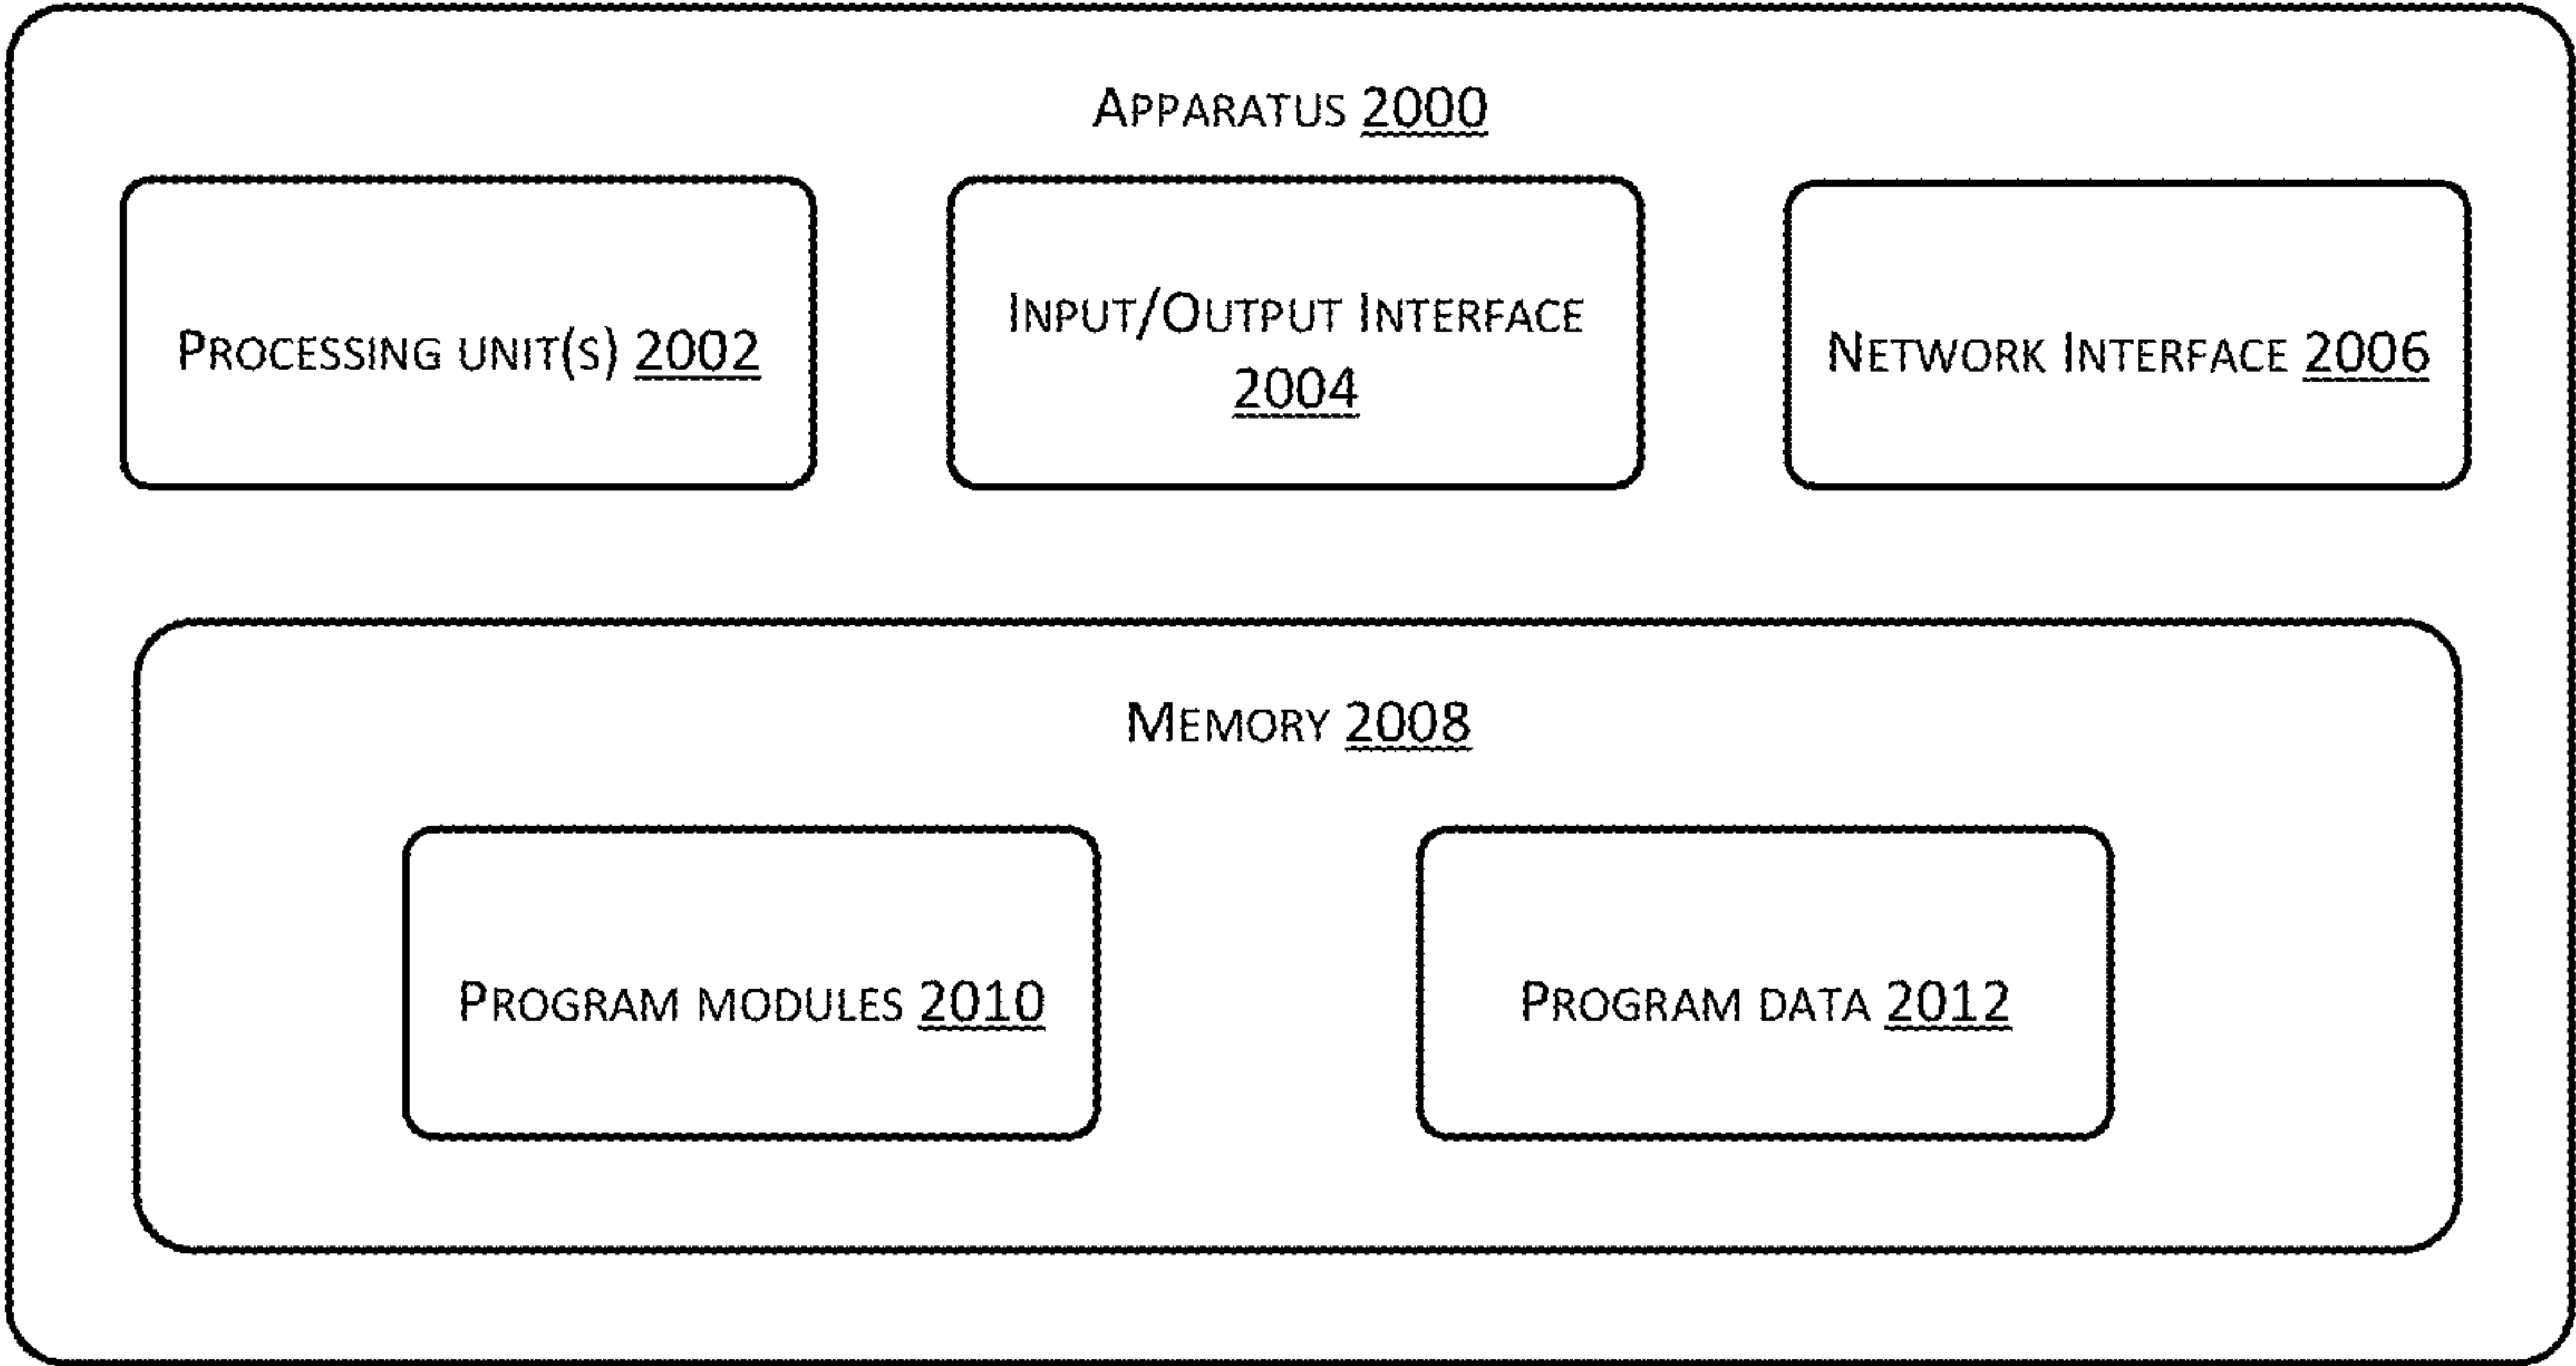 APPARATUS 2000
PROCESSING UNIT(S) 2002
INPUT/OUTPUT INTERFACE
2004
NETWORK INTERFACE 2006
MEMORY 2008
PROGRAM MODULES 2010
PROGRAM DATA 2012